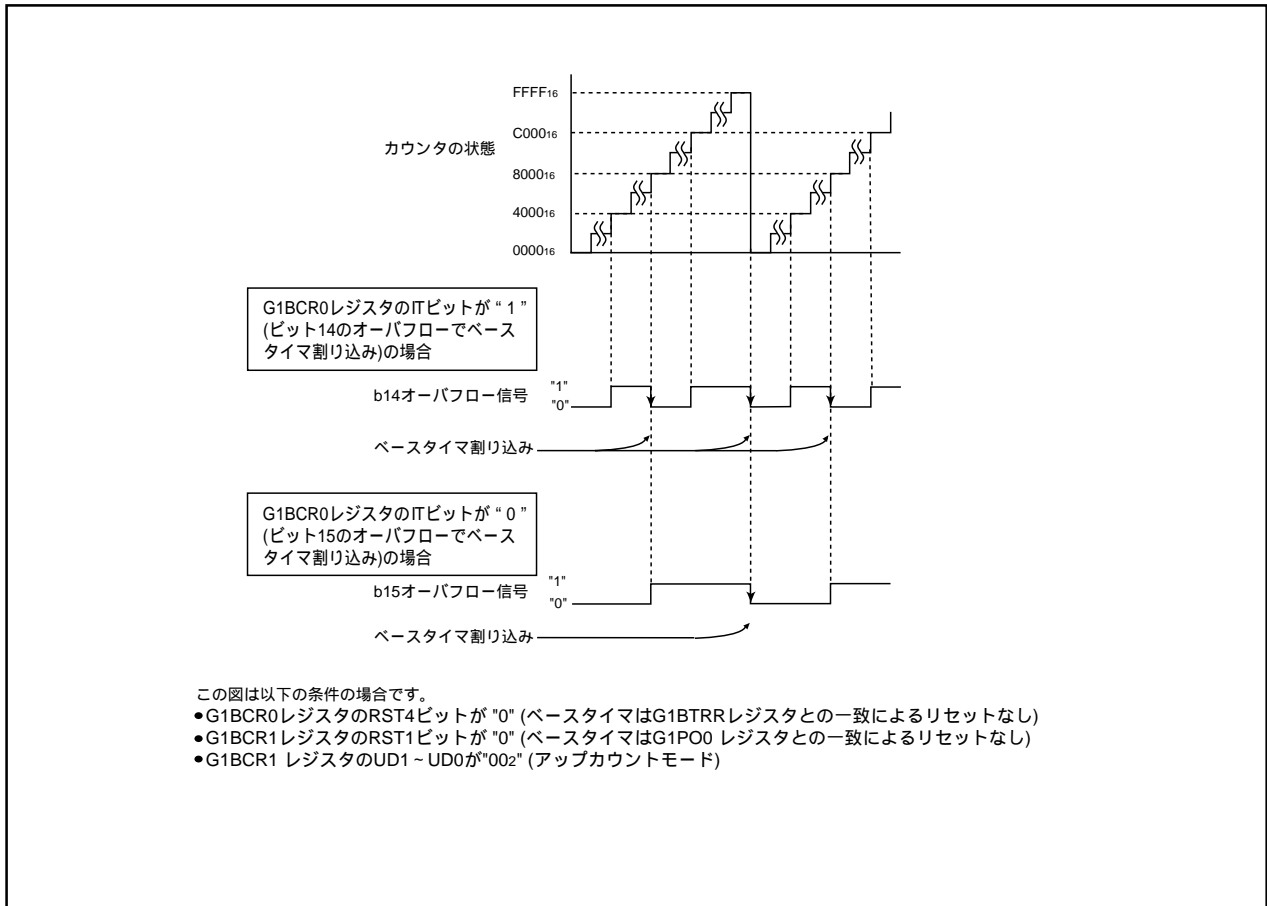 FFFF16
C00016
カウンタの状態
800016
400016
000016
G1BCR0レジスタのITビットが “ 1 ”
(ビット14のオーバフローでベース
タイマ割り込み)の場合
b14オーバフロー信号
"1"
"0"
ベースタイマ割り込み
G1BCR0レジスタのITビットが “ 0 ”
(ビット15のオーバフローでベース
タイマ割り込み)の場合
b15オーバフロー信号
"1"
"0"
ベースタイマ割り込み
この図は以下の条件の場合です。
●G1BCR0レジスタのRST4ビットが "0" (ベースタイマはG1BTRRレジスタとの一致によるリセットなし)
●G1BCR1レジスタのRST1ビットが "0" (ベースタイマはG1PO0 レジスタとの一致によるリセットなし)
●G1BCR1 レジスタのUD1 ~ UD0が"002" (アップカウントモード)